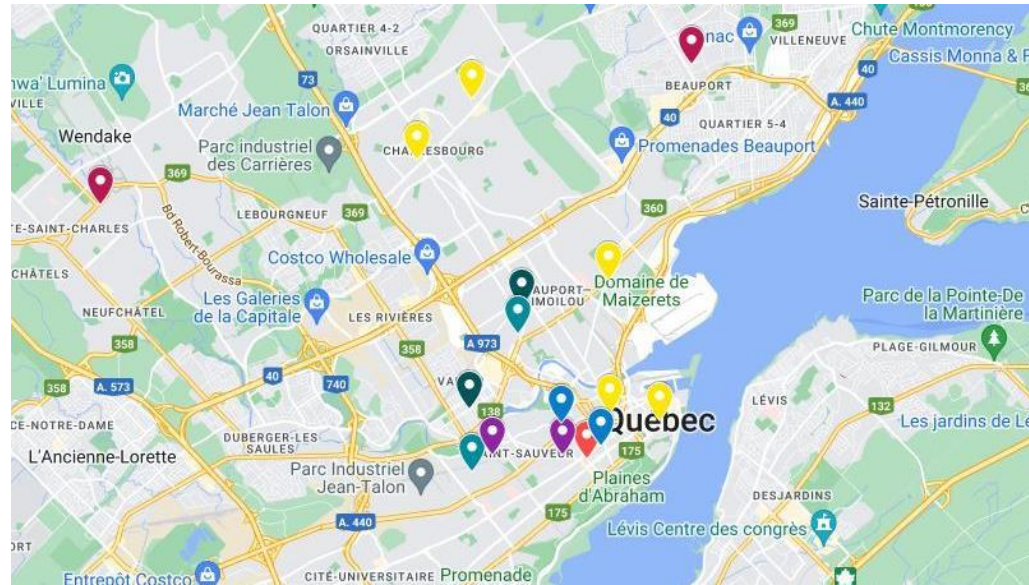 QUARTIER 4-2
ORSAINVILLE
369
VILLENEUVE
Chute Montmorency
Cassis Monna & F
nwa' Lumina
VILLE
73
BEAUPORT
40
Marché Jean Talon
A. 440
40
QUARTIER 5-4
Wendake
Parc industriel
des Carrières
CHARLESBOURG
Promenades Beauport
369
Bd Robert-Bourassa
LEBOURGNEUF
369
360
Sainte-Pétronille
TE-SAINT-CHARLES
Costco Wholesale
CHÂTELS
Les Galeries
de la Capitale
Domaine de
Maizerets
NEUFCHÂTEL
LES RIVIÈRES
Parc de la Pointe-De
la Martinière
358
358
A 973
PLAGE-GILMOUR
358
A. 573
40
740
138
LÉVIS
132
CE-NOTRE-DAME
DUBERGER-LES
SAULES
Québec
Les jardins de Lé
L'Ancienne-Lorette
Parc Industriel
Jean-Talon
175
Plaines
d'Abraham
DESJARDINS
A. 440
175
Lévis Centre des congrès
Entrepôt Costco
CITÉ-UNIVERSITAIRE
Promenade